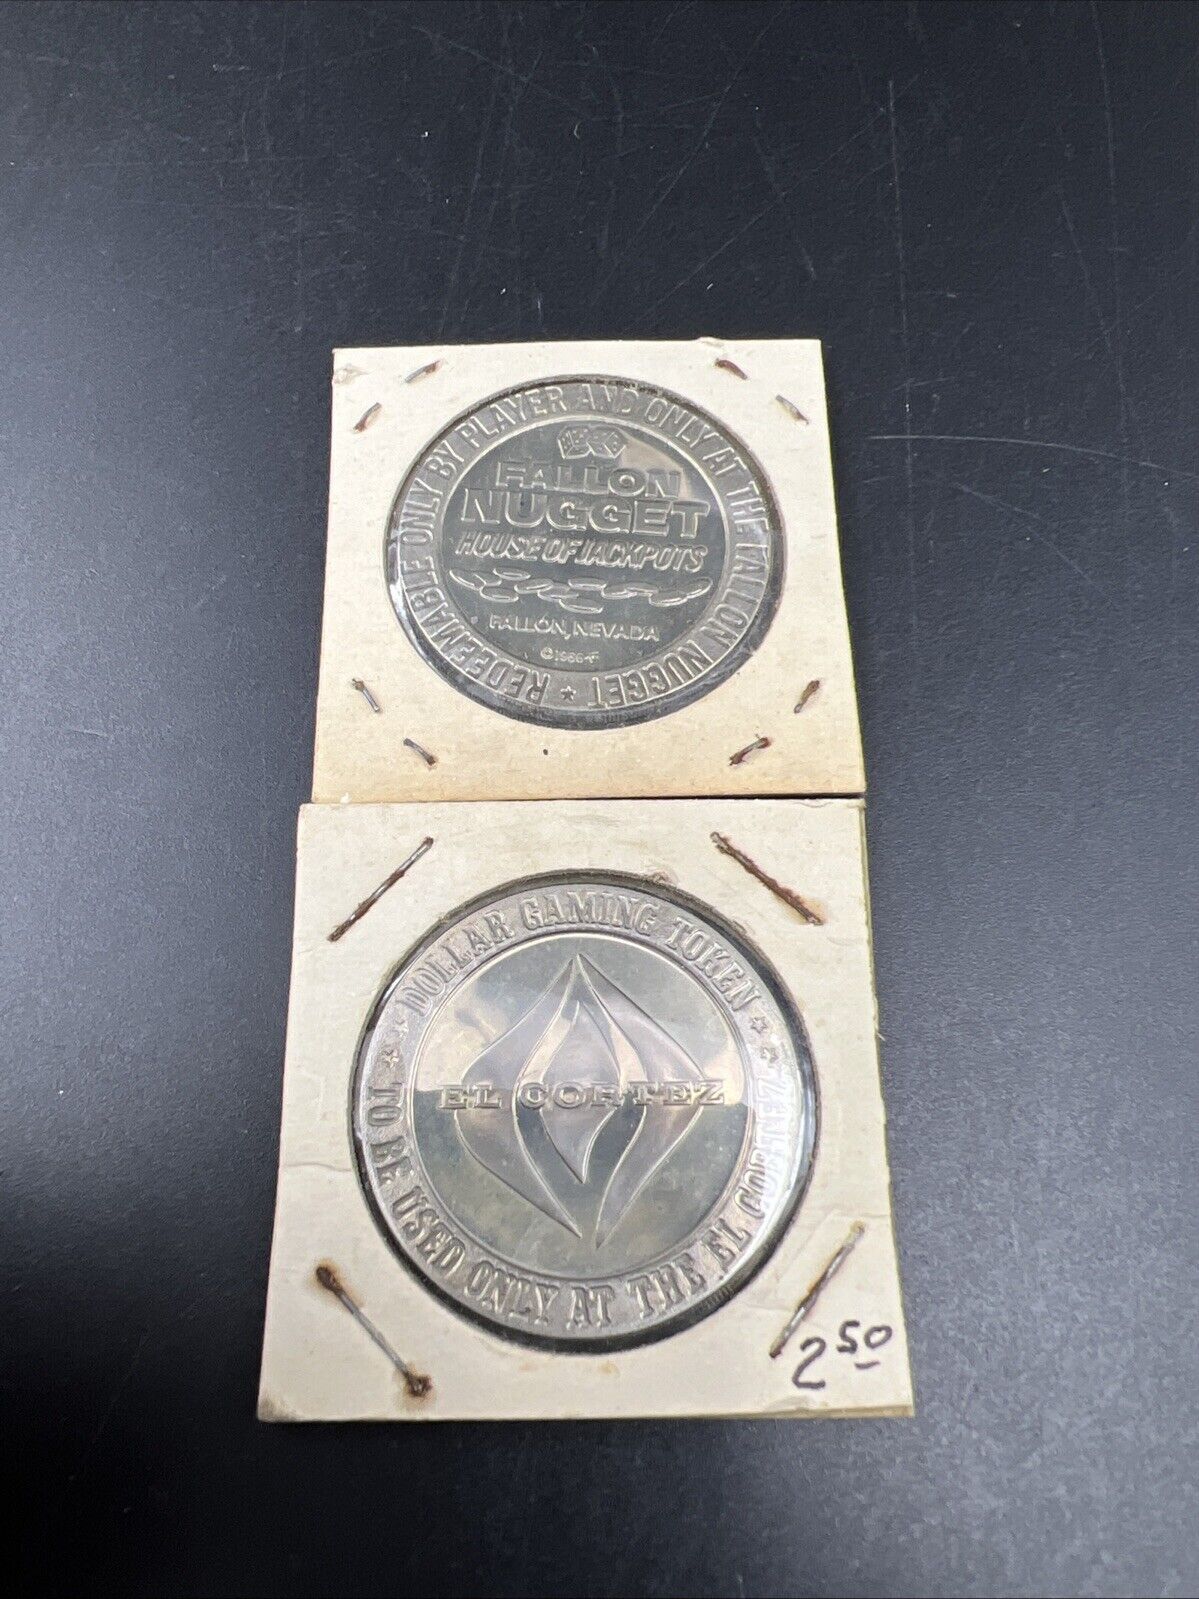 REDEEMABLE ONLY BY PLAYER AND ONLY AT THE FALLON NUGGET
FALLON
NUGGET
HOUSE OF JACKPOTS
FALLON, NEVADA
©1966
DOLLAR GAMING TOKEN
EL CORTEZ
TO BE USED ONLY AT THE EL CORTEZ
2 50